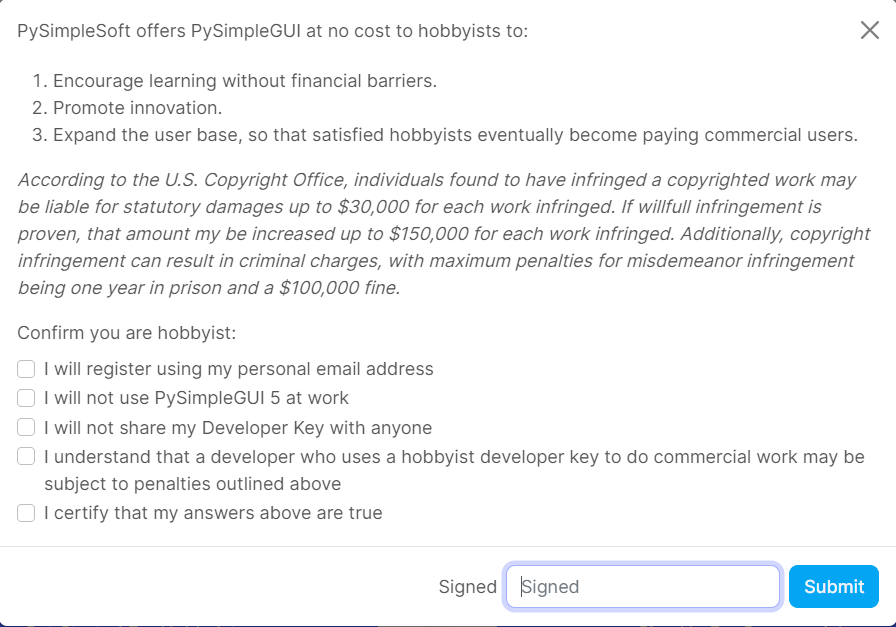 PySimpleSoft offers PySimpleGUI at no cost to hobbyists to:
1. Encourage learning without financial barriers.
2. Promote innovation.
3. Expand the user base, so that satisfied hobbyists eventually become paying commercial users.
According to the U.S. Copyright Office, individuals found to have infringed a copyrighted work may
be liable for statutory damages up to $30,000 for each work infringed. If willfull infringement is
proven, that amount my be increased up to $150,000 for each work infringed. Additionally, copyright
infringement can result in criminal charges, with maximum penalties for misdemeanor infringement
being one year in prison and a $100,000 fine.
Confirm you are hobbyist:
I will register using my personal email address
I will not use PySimpleGUI 5 at work
I will not share my Developer Key with anyone
I understand that a developer who uses a hobbyist developer key to do commercial work may be
subject to penalties outlined above
I certify that my answers above are true
Signed Signed Submit